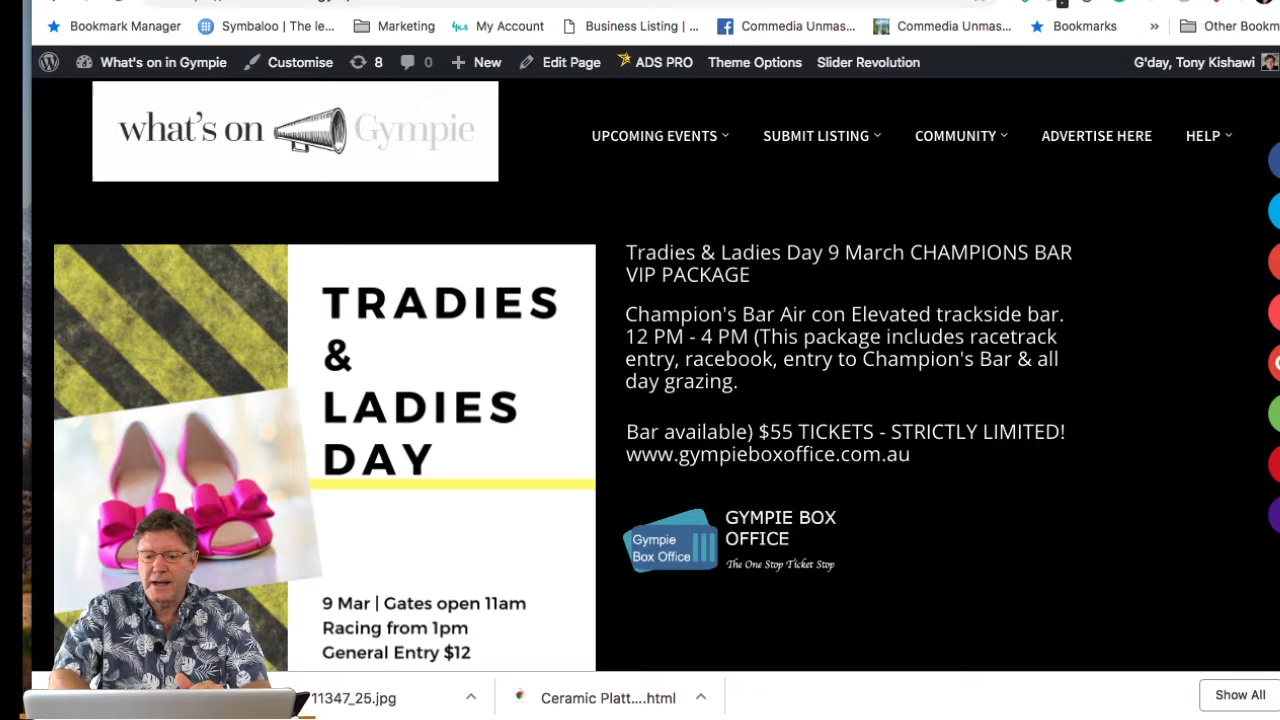 Bookmark Manager Symbaloo | The le... Marketing My Account Business Listing | ... Commedia Unmas... Commedia Unmas... Bookmarks » Other Bookm
What's on in Gympie Customise 8 0 New Edit Page ADS PRO Theme Options Slider Revolution G'day, Tony Kishawi
what's on Gympie
UPCOMING EVENTS SUBMIT LISTING COMMUNITY ADVERTISE HERE HELP
TRADIES
&
LADIES
DAY
9 Mar | Gates open 11am
Racing from 1pm
General Entry $12
Tradies & Ladies Day 9 March CHAMPIONS BAR
VIP PACKAGE
Champion's Bar Air con Elevated trackside bar.
12 PM - 4 PM (This package includes racetrack
entry, racebook, entry to Champion's Bar & all
day grazing.
Bar available) $55 TICKETS - STRICTLY LIMITED!
www.gympieboxoffice.com.au
Gympie
Box Office
GYMPIE BOX
OFFICE
The One Stop Ticket Stop
11347_25.jpg Ceramic Platt....html Show All